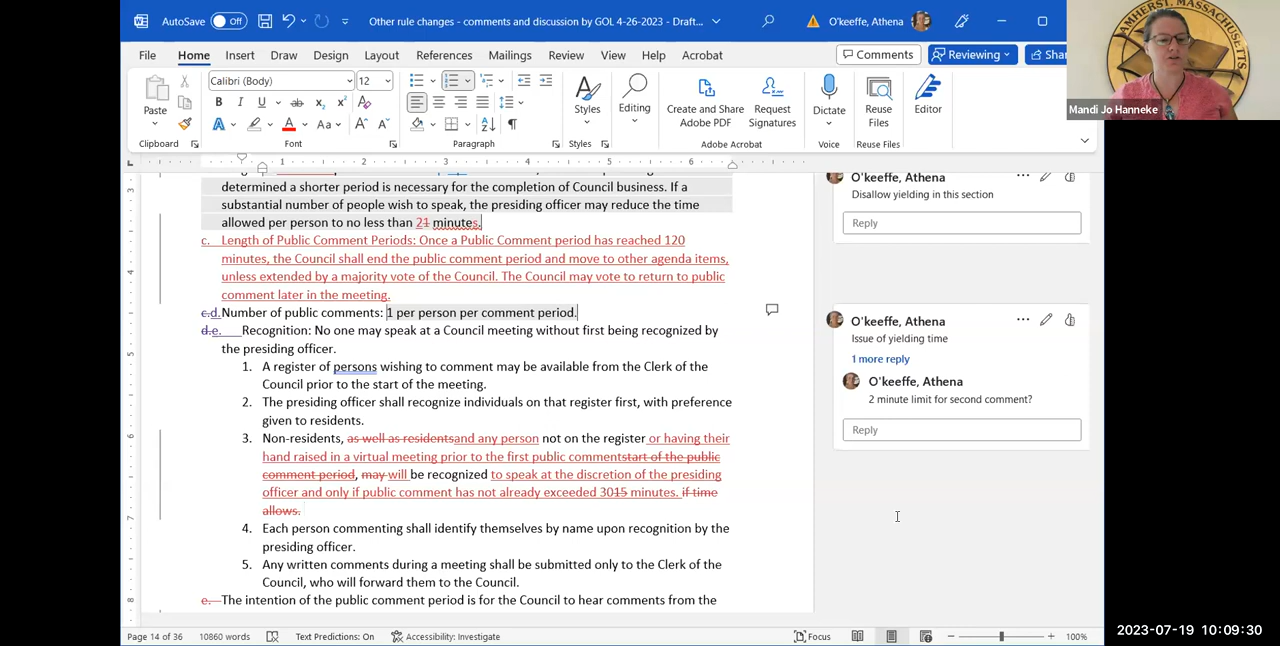 AutoSave Off Other rule changes - comments and discussion by GOL 4-26-2023 - Draft... O'keeffe, Athena
File Home Insert Draw Design Layout References Mailings Review View Help Acrobat Comments Reviewing Shar
Calibri (Body) 12
Paste Styles Editing Create and Share Adobe PDF Request Signatures Dictate Reuse Files Editor
Clipboard Font Paragraph Styles Adobe Acrobat Voice Reuse Files
AMHERST, MASSACHUSETTS
Mandi Jo Hanneke
determined a shorter period is necessary for the completion of Council business. If a
substantial number of people wish to speak, the presiding officer may reduce the time
allowed per person to no less than 21 minutes.
c. Length of Public Comment Periods: Once a Public Comment period has reached 120
minutes, the Council shall end the public comment period and move to other agenda items,
unless extended by a majority vote of the Council. The Council may vote to return to public
comment later in the meeting.
c.d. Number of public comments: 1 per person per comment period.
d.e. Recognition: No one may speak at a Council meeting without first being recognized by
the presiding officer.
1. A register of persons wishing to comment may be available from the Clerk of the
Council prior to the start of the meeting.
2. The presiding officer shall recognize individuals on that register first, with preference
given to residents.
3. Non-residents, as well as residentsand any person not on the register or having their
hand raised in a virtual meeting prior to the first public commentstart of the public
comment period, may will be recognized to speak at the discretion of the presiding
officer and only if public comment has not already exceeded 3015 minutes. if time
allows.
4. Each person commenting shall identify themselves by name upon recognition by the
presiding officer.
5. Any written comments during a meeting shall be submitted only to the Clerk of the
Council, who will forward them to the Council.
e. The intention of the public comment period is for the Council to hear comments from the
O'keeffe, Athena
Disallow yielding in this section
Reply
O'keeffe, Athena
Issue of yielding time
1 more reply
O'keeffe, Athena
2 minute limit for second comment?
Reply
Page 14 of 36 10860 words Text Predictions: On Accessibility: Investigate Focus 100%
2023-07-19 10:09:30